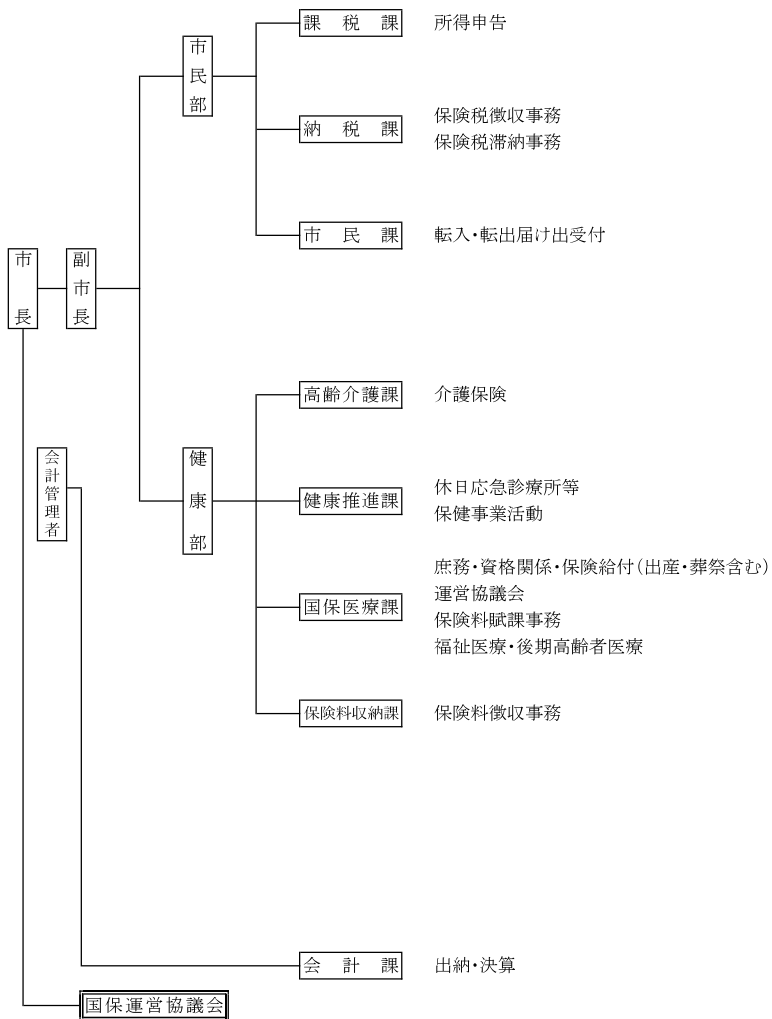 課税課 所得申告
市民部
納税課 保険税徴収事務
保険税滞納事務
市民課 転入・転出届け出受付
市長
副市長
高齢介護課 介護保険
会計管理者
健康部
健康推進課 休日応急診療所等
保健事業活動
国保医療課 庶務・資格関係・保険給付(出産・葬祭含む)
運営協議会
保険料賦課事務
福祉医療・後期高齢者医療
保険料収納課 保険料徴収事務
会計課 出納・決算
国保運営協議会